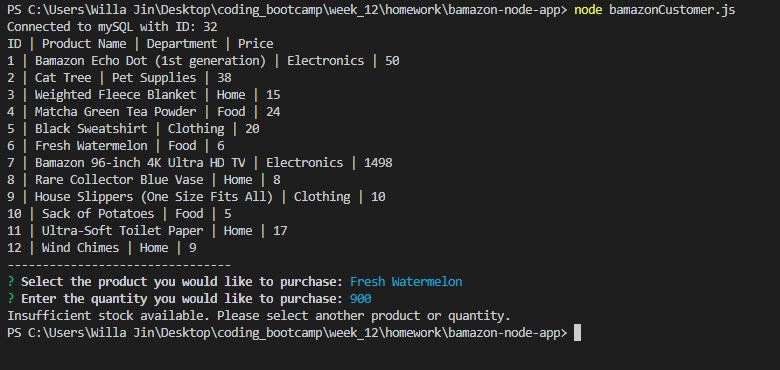 PS C:\Users\Willa Jin\Desktop\coding_bootcamp\week_12\homework\bamazon-node-app> node bamazonCustomer.js
Connected to mySQL with ID: 32
ID | Product Name | Department | Price
1 | Bamazon Echo Dot (1st generation) | Electronics | 50
2 | Cat Tree | Pet Supplies | 38
3 | Weighted Fleece Blanket | Home | 15
4 | Matcha Green Tea Powder | Food | 24
5 | Black Sweatshirt | Clothing | 20
6 | Fresh Watermelon | Food | 6
7 | Bamazon 96-inch 4K Ultra HD TV | Electronics | 1498
8 | Rare Collector Blue Vase | Home | 8
9 | House Slippers (One Size Fits All) | Clothing | 10
10 | Sack of Potatoes | Food | 5
11 | Ultra-Soft Toilet Paper | Home | 17
12 | Wind Chimes | Home | 9
--------------------------------
? Select the product you would like to purchase: Fresh Watermelon
? Enter the quantity you would like to purchase: 900
Insufficient stock available. Please select another product or quantity.
PS C:\Users\Willa Jin\Desktop\coding_bootcamp\week_12\homework\bamazon-node-app>